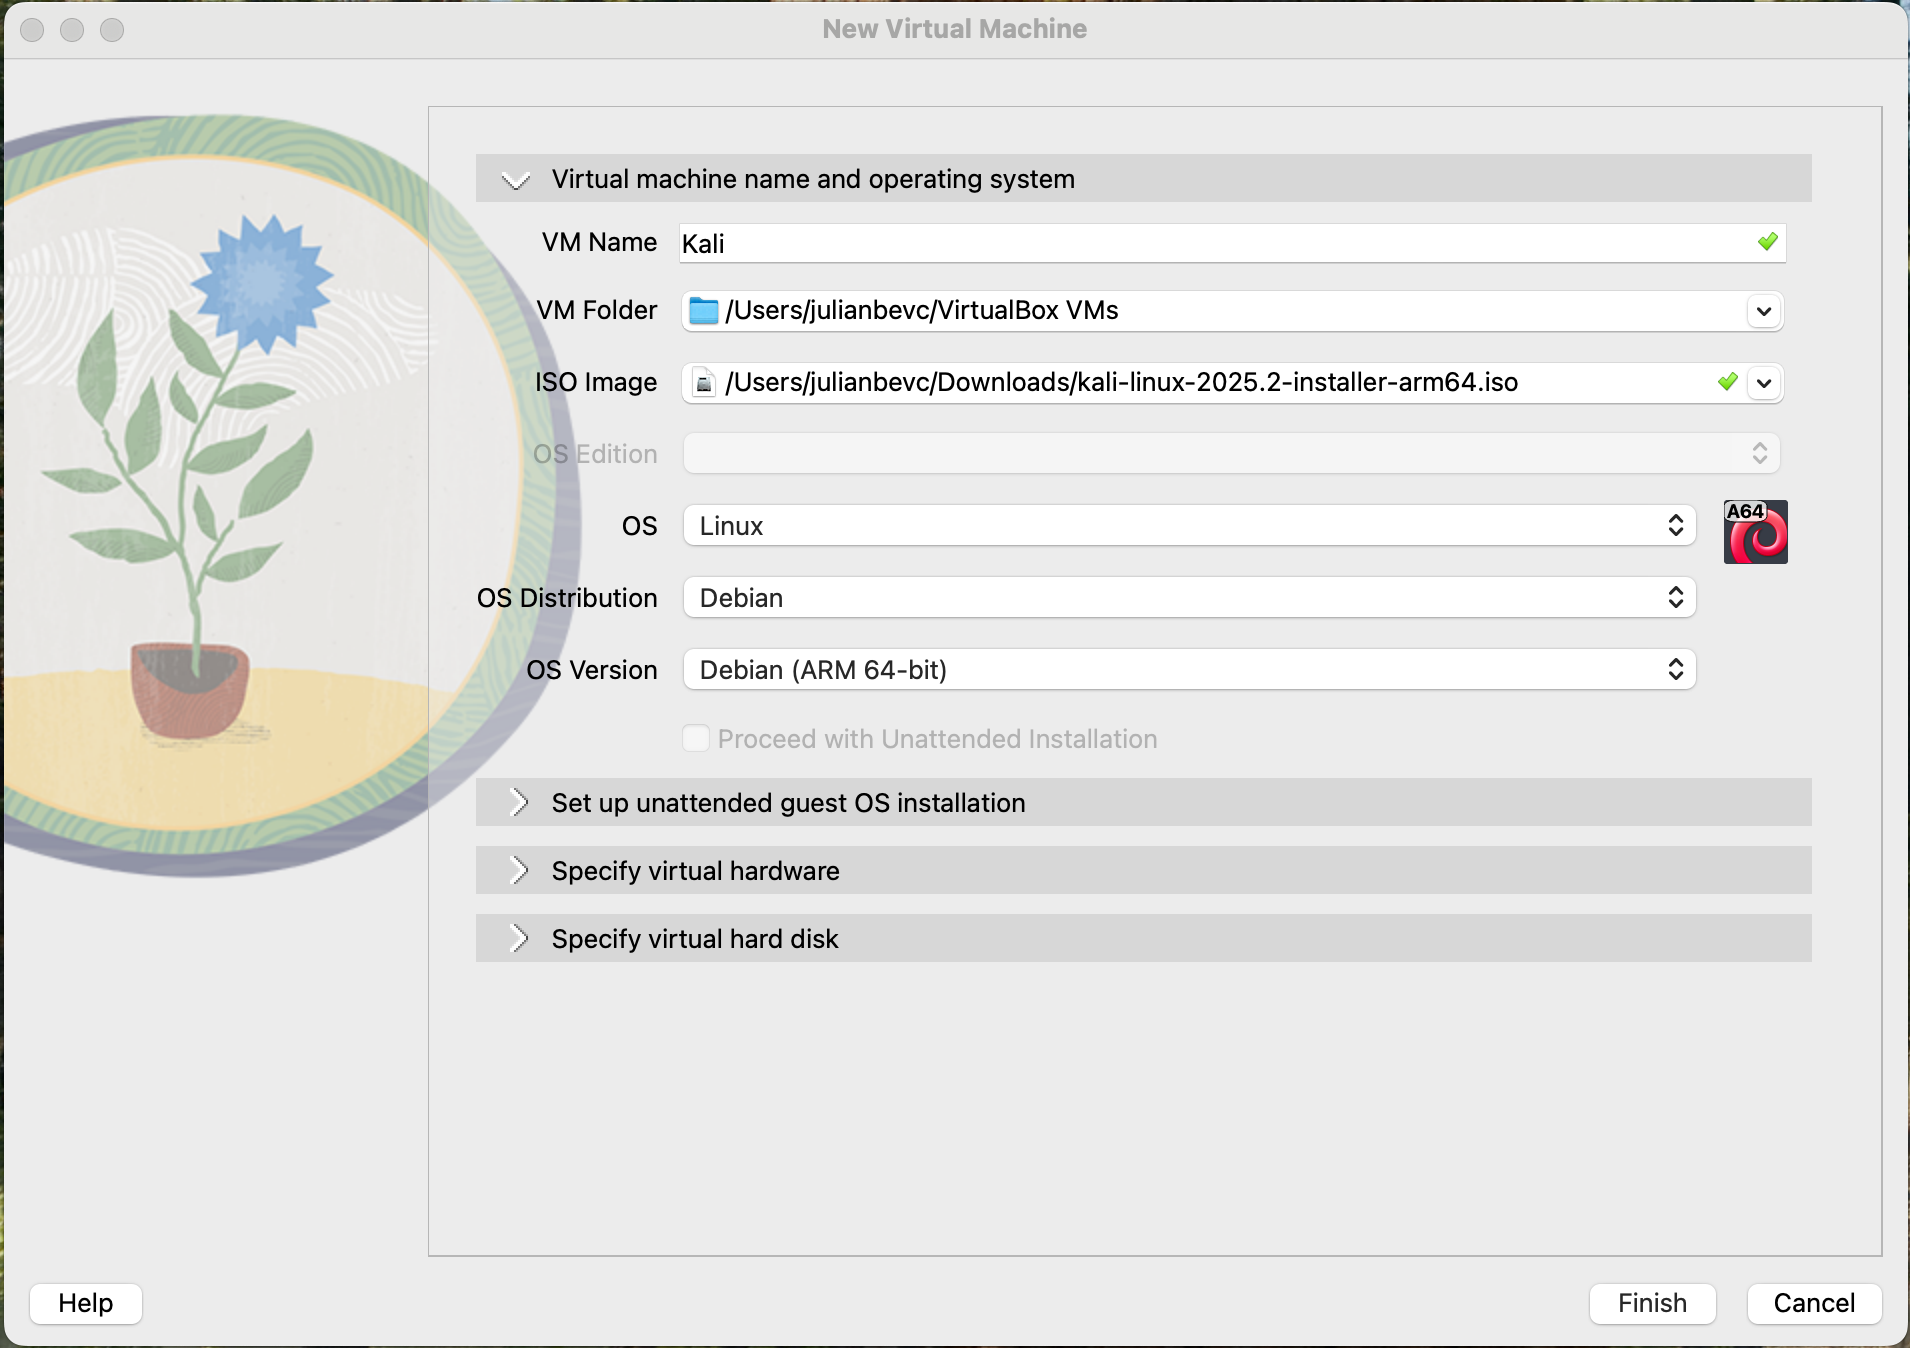 New Virtual Machine
Virtual machine name and operating system
VM Name Kali
VM Folder /Users/julianbevc/VirtualBox VMs
ISO Image /Users/julianbevc/Downloads/kali-linux-2025.2-installer-arm64.iso
OS Edition
OS Linux A64
OS Distribution Debian
OS Version Debian (ARM 64-bit)
Proceed with Unattended Installation
Set up unattended guest OS installation
Specify virtual hardware
Specify virtual hard disk
Help Finish Cancel